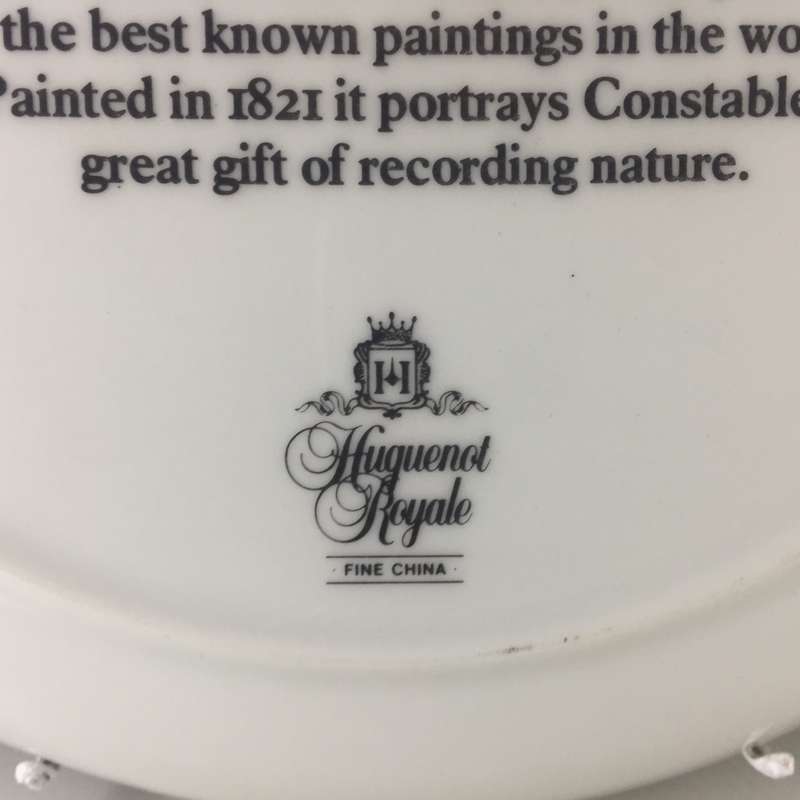 the best known paintings in the wo
Painted in 1821 it portrays Constable
great gift of recording nature.
H
Huguenot
Royale
· FINE CHINA ·